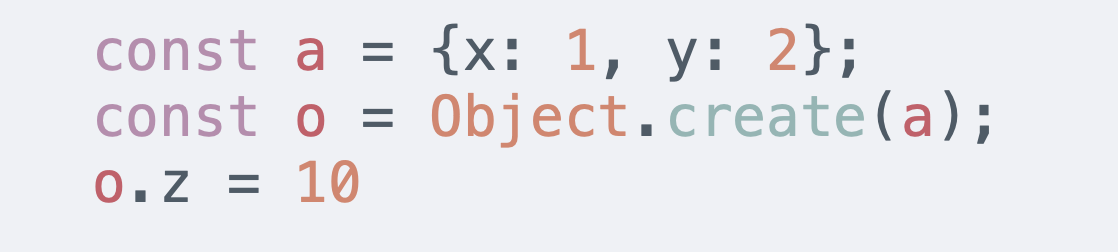 const a = {x: 1, y: 2};
const o = Object.create(a);
o.z = 10